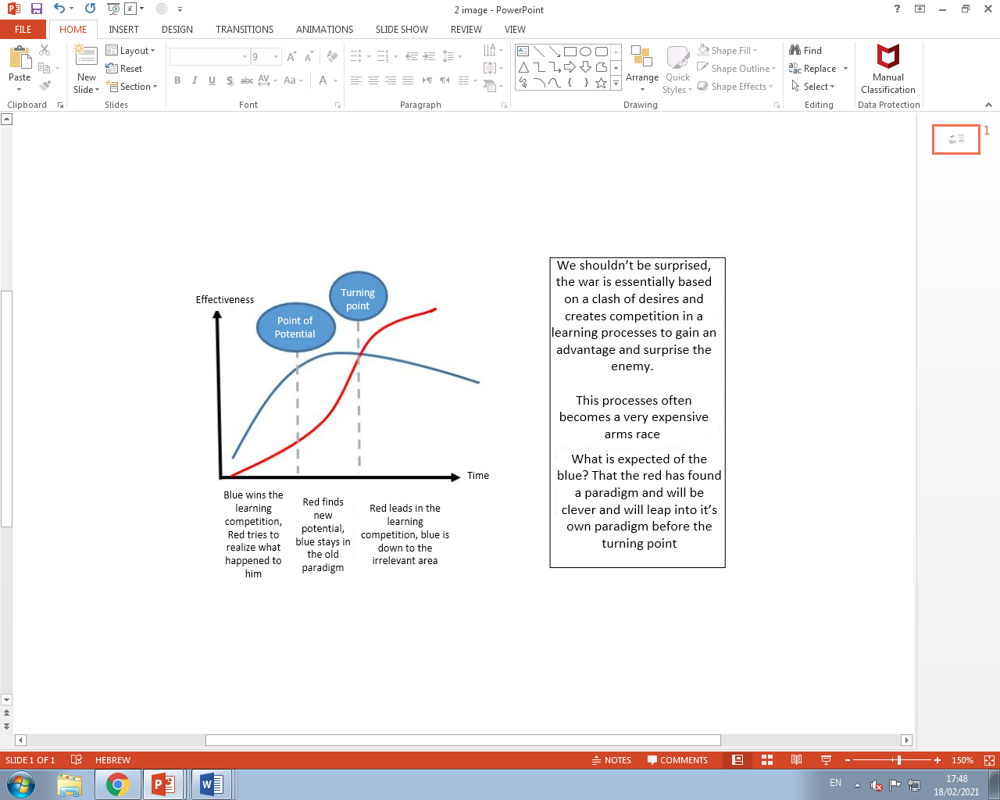 2 image - PowerPoint
FILE HOME INSERT DESIGN TRANSITIONS ANIMATIONS SLIDE SHOW REVIEW VIEW
Paste
New
Slide
Layout
Reset
Section
9
B I U S abc AV Aa A
Arrange
Quick
Styles
Shape Fill
Shape Outline
Shape Effects
Find
Replace
Select
Manual
Classification
Clipboard Slides Font Paragraph Drawing Editing Data Protection
1
Effectiveness
Point of
Potential
Turning
point
Time
Blue wins the
learning
competition,
Red tries to
realize what
happened to
him
Red finds
new
potential,
blue stays in
the old
paradigm
Red leads in the
learning
competition, blue is
down to the
irrelevant area
We shouldn't be surprised,
the war is essentially based
on a clash of desires and
creates competition in a
learning processes to gain an
advantage and surprise the
enemy.
This processes often
becomes a very expensive
arms race
What is expected of the
blue? That the red has found
a paradigm and will be
clever and will leap into it's
own paradigm before the
turning point
SLIDE 1 OF 1 HEBREW NOTES COMMENTS 150%
EN 17:48
18/02/2021